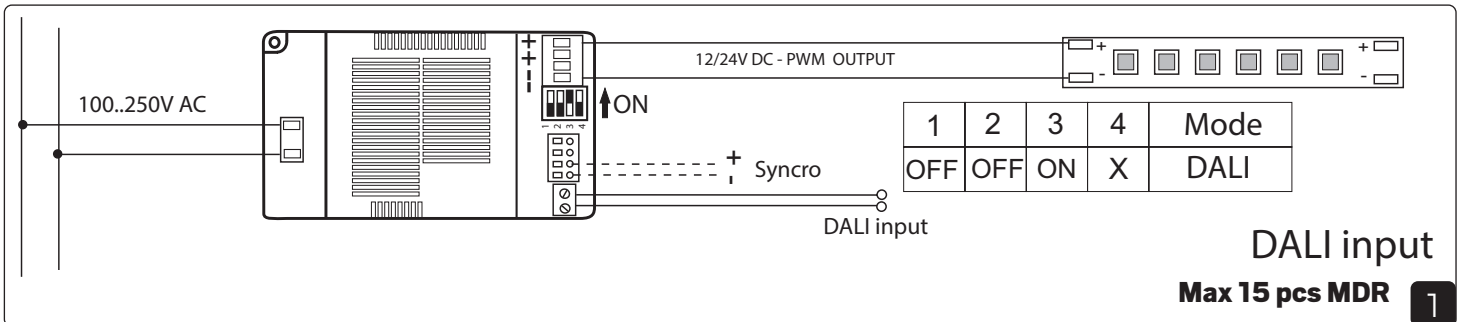 +
+
-
-
12/24V DC - PWM OUTPUT
+
-
+
-
100..250V AC
ON
1 2 3 4
+
-
Syncro
1 2 3 4 Mode
OFF OFF ON X DALI
DALI input
DALI input
Max 15 pcs MDR
1